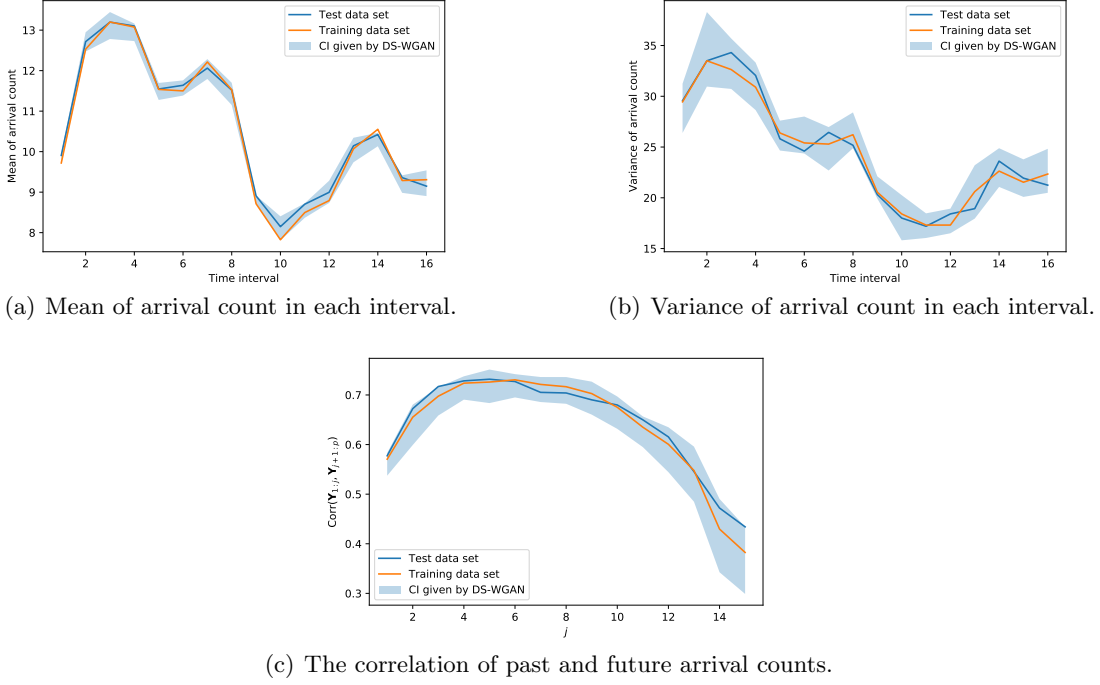 Mean of arrival count
13
12
11
10
9
8
2 4 6 8 10 12 14 16
Time interval
Test data set
Training data set
CI given by DS-WGAN
(a) Mean of arrival count in each interval.
Variance of arrival count
35
30
25
20
15
2 4 6 8 10 12 14 16
Time interval
Test data set
Training data set
CI given by DS-WGAN
(b) Variance of arrival count in each interval.
Corr(Y1:j, Yj+1:p)
0.7
0.6
0.5
0.4
0.3
2 4 6 8 10 12 14
j
Test data set
Training data set
CI given by DS-WGAN
(c) The correlation of past and future arrival counts.